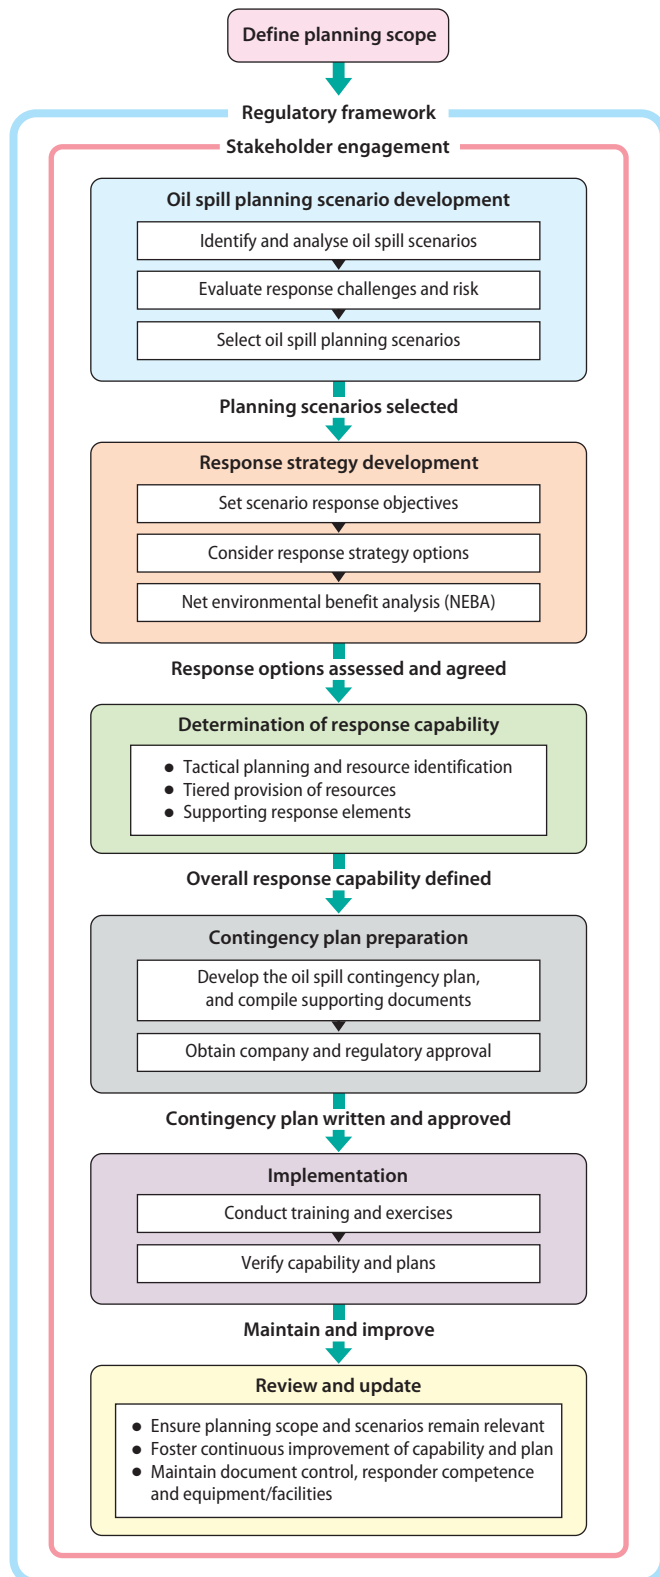 Define planning scope
Regulatory framework
Stakeholder engagement
Oil spill planning scenario development
Identify and analyse oil spill scenarios
Evaluate response challenges and risk
Select oil spill planning scenarios
Planning scenarios selected
Response strategy development
Set scenario response objectives
Consider response strategy options
Net environmental benefit analysis (NEBA)
Response options assessed and agreed
Determination of response capability
● Tactical planning and resource identification
● Tiered provision of resources
● Supporting response elements
Overall response capability defined
Contingency plan preparation
Develop the oil spill contingency plan,
and compile supporting documents
Obtain company and regulatory approval
Contingency plan written and approved
Implementation
Conduct training and exercises
Verify capability and plans
Maintain and improve
Review and update
● Ensure planning scope and scenarios remain relevant
● Foster continuous improvement of capability and plan
● Maintain document control, responder competence
and equipment/facilities